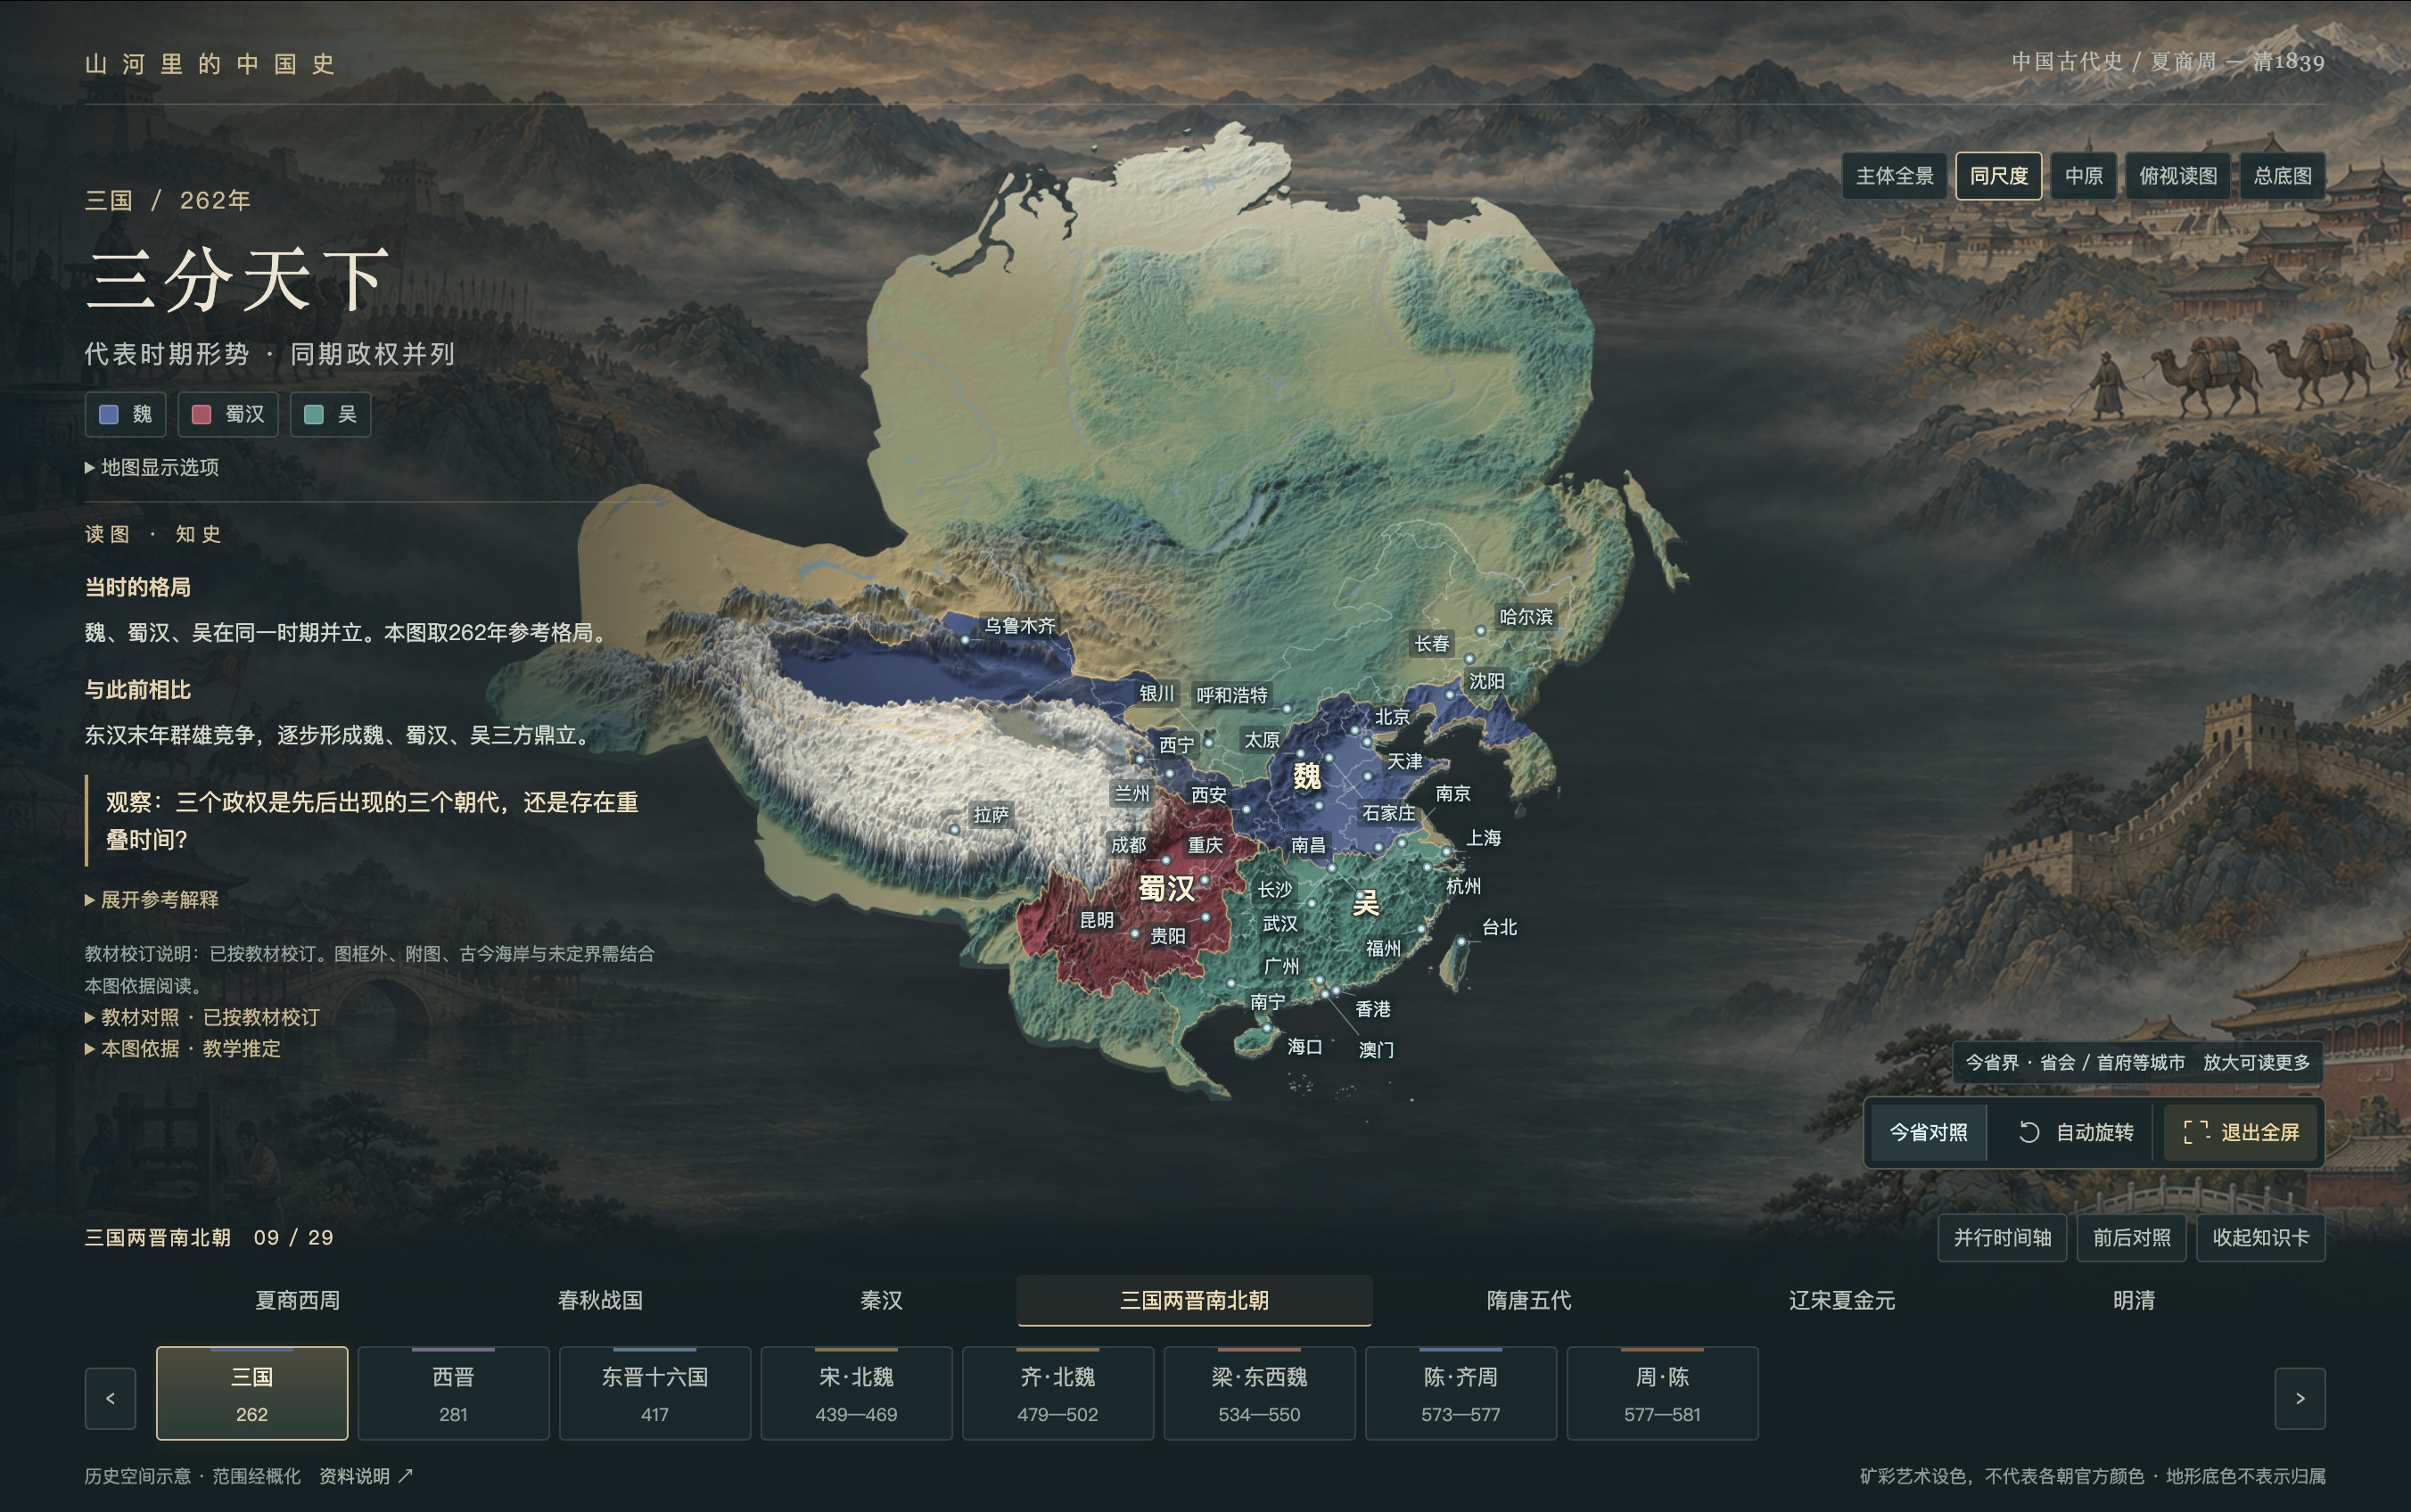 山河里的中国史
中国古代史 / 夏商周 — 清1839
主体全景
同尺度
中原
俯视读图
总底图
三国 / 262年
三分天下
代表时期形势 · 同期政权并列
魏
蜀汉
吴
▶ 地图显示选项
读图 · 知史
当时的格局
魏、蜀汉、吴在同一时期并立。本图取262年参考格局。
与此前相比
东汉末年群雄竞争，逐步形成魏、蜀汉、吴三方鼎立。
观察：三个政权是先后出现的三个朝代，还是存在重
叠时间？
▶ 展开参考解释
教材校订说明：已按教材校订。图框外、附图、古今海岸与未定界需结合
本图依据阅读。
▶ 教材对照 · 已按教材校订
▶ 本图依据 · 教学推定
哈尔滨
乌鲁木齐
长春
沈阳
银川
呼和浩特
北京
太原
西宁
天津
魏
兰州
西安
南京
石家庄
拉萨
上海
成都
重庆
南昌
蜀汉
长沙
吴
杭州
昆明
武汉
台北
贵阳
福州
广州
南宁
香港
海口
澳门
今省界 · 省会 / 首府等城市 放大可读更多
今省对照
自动旋转
退出全屏
三国两晋南北朝 09 / 29
并行时间轴
前后对照
收起知识卡
夏商西周
春秋战国
秦汉
三国两晋南北朝
隋唐五代
辽宋夏金元
明清
三国
262
西晋
281
东晋十六国
417
宋·北魏
439—469
齐·北魏
479—502
梁·东西魏
534—550
陈·齐周
573—577
周·陈
577—581
历史空间示意 · 范围经概化 资料说明 ↗
矿彩艺术设色，不代表各朝官方颜色 · 地形底色不表示归属